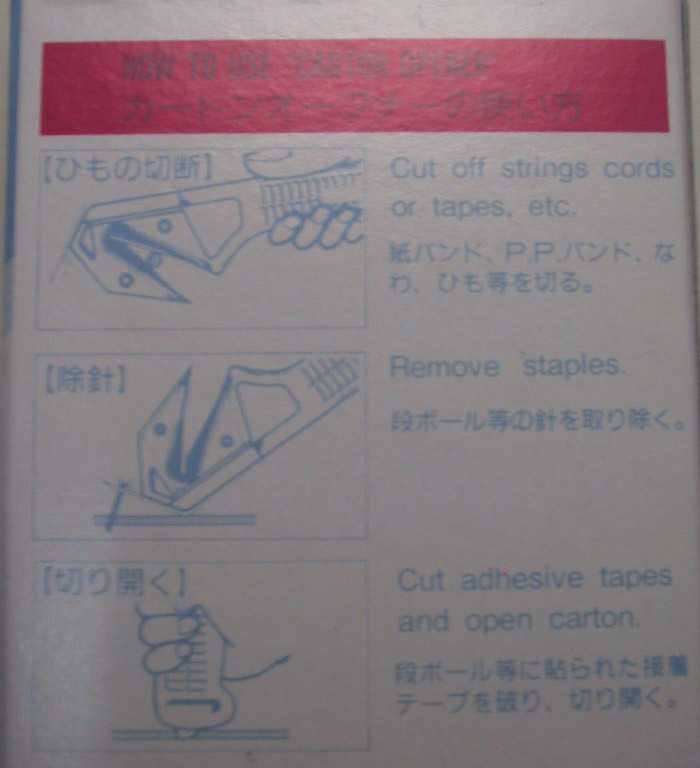 HOW TO USE "CARTON OPENER"
カートンオープナーの使い方
【ひもの切断】
Cut off strings cords
or tapes, etc.
紙バンド、P.P.バンド、な
わ、ひも等を切る。
【除針】
Remove staples.
段ボール等の針を取り除く。
【切り開く】
Cut adhesive tapes
and open carton.
段ボール等に貼られた接着
テープを破り、切り開く。